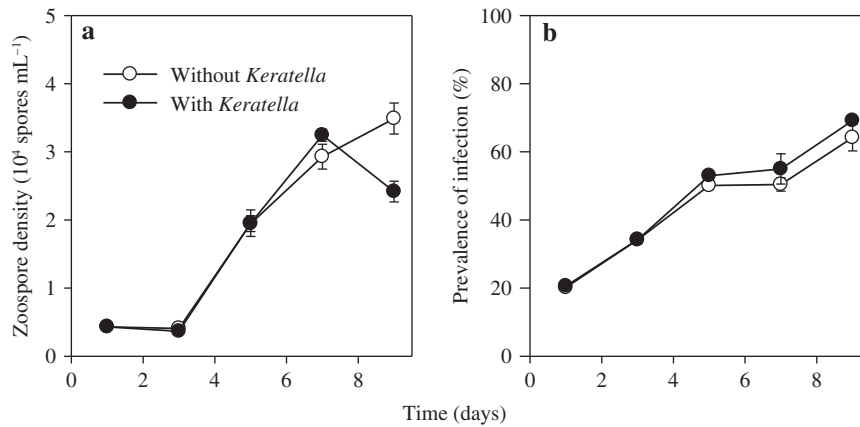 a
Without Keratella
With Keratella
Zoospore density (10⁴ spores mL⁻¹)
5
4
3
2
1
0
0 2 4 6 8
b
Prevalence of infection (%)
100
80
60
40
20
0
0 2 4 6 8
Time (days)